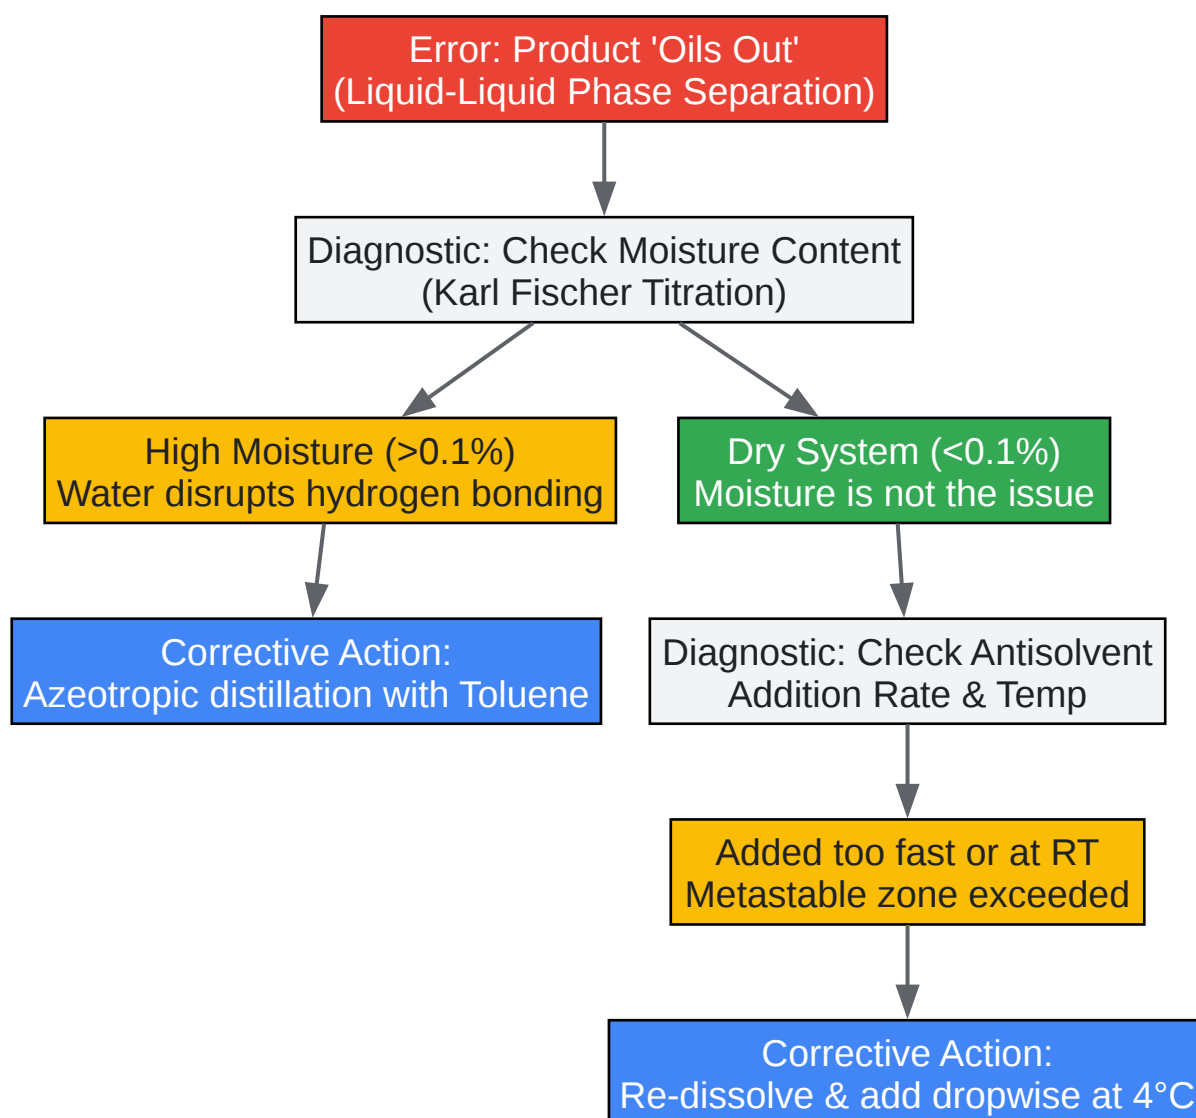 Error: Product 'Oils Out'
(Liquid-Liquid Phase Separation)
Diagnostic: Check Moisture Content
(Karl Fischer Titration)
High Moisture (>0.1%)
Water disrupts hydrogen bonding
Dry System (<0.1%)
Moisture is not the issue
Corrective Action:
Azeotropic distillation with Toluene
Diagnostic: Check Antisolvent
Addition Rate & Temp
Added too fast or at RT
Metastable zone exceeded
Corrective Action:
Re-dissolve & add dropwise at 4°C